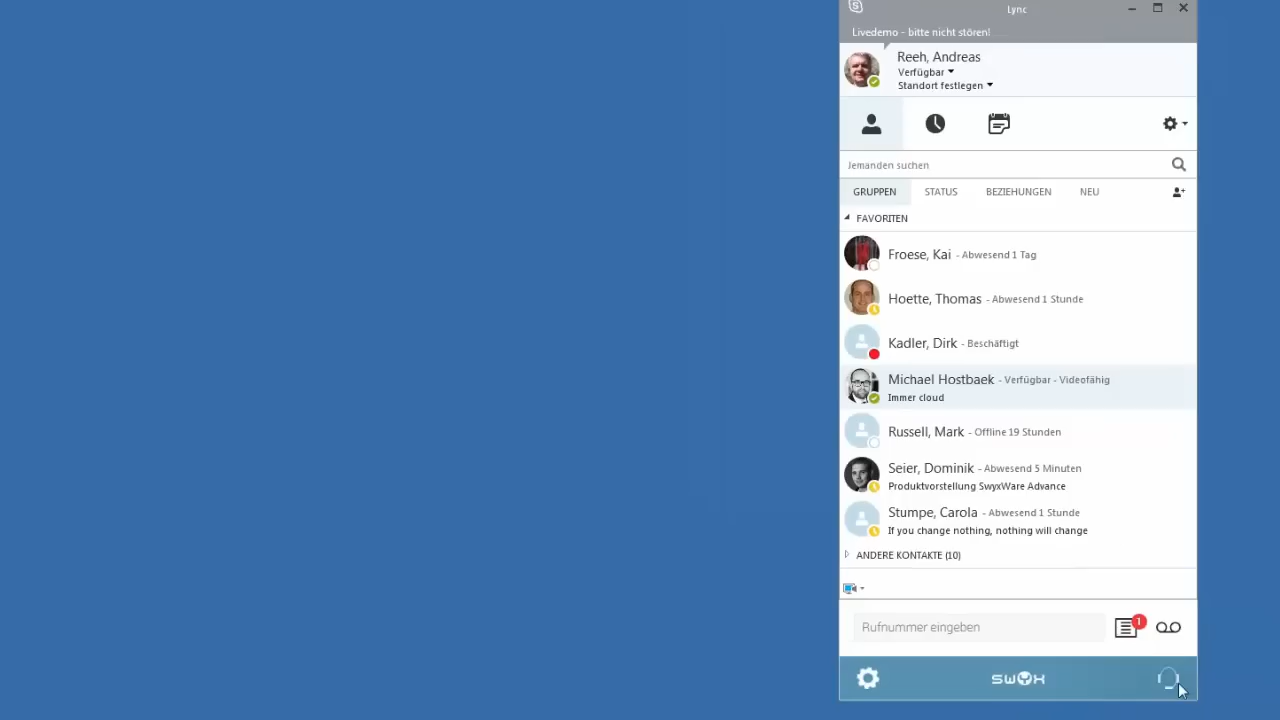 Lync
Livedemo - bitte nicht stören!
Reeh, Andreas
Verfügbar
Standort festlegen
Jemanden suchen
GRUPPEN STATUS BEZIEHUNGEN NEU
FAVORITEN
Froese, Kai - Abwesend 1 Tag
Hoette, Thomas - Abwesend 1 Stunde
Kadler, Dirk - Beschäftigt
Michael Hostbaek - Verfügbar - Videofähig
Immer cloud
Russell, Mark - Offline 19 Stunden
Seier, Dominik - Abwesend 5 Minuten
Produktvorstellung SwyxWare Advance
Stumpe, Carola - Abwesend 1 Stunde
If you change nothing, nothing will change
ANDERE KONTAKTE (10)
Rufnummer eingeben 1
swyx